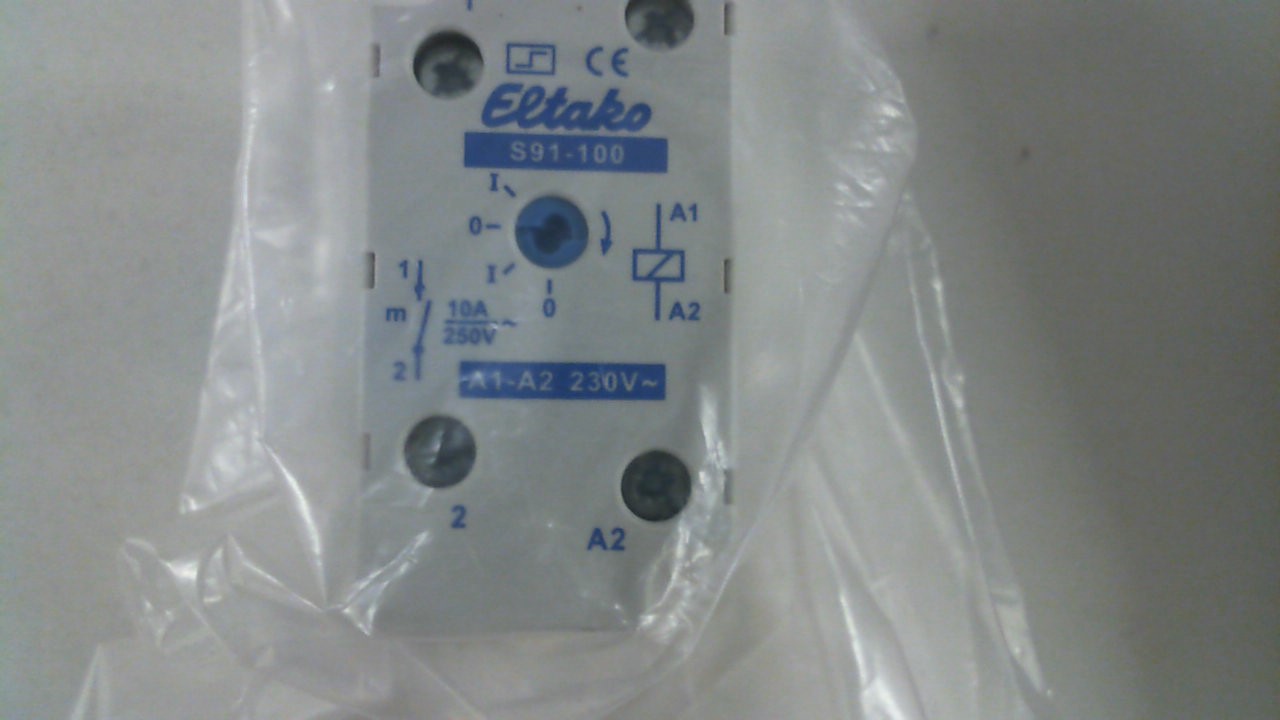 CE
Eltako
S91-100
I
0
I
0
A1
A2
1
m
2
10A
250V~
A1-A2 230V~
2
A2